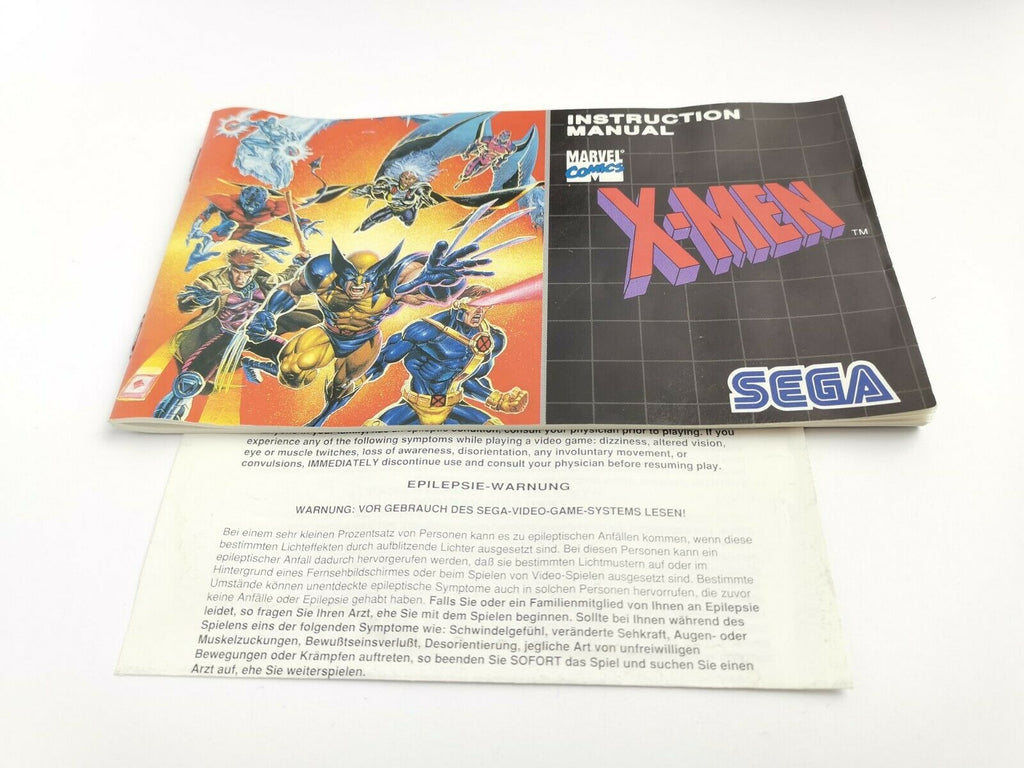 INSTRUCTION
MANUAL
MARVEL
COMICS
X-MEN
TM
SEGA
consult your physician prior to playing. If you
experience any of the following symptoms while playing a video game: dizziness, altered vision,
eye or muscle twitches, loss of awareness, disorientation, any involuntary movement, or
convulsions, IMMEDIATELY discontinue use and consult your physician before resuming play.
EPILEPSIE-WARNUNG
WARNUNG: VOR GEBRAUCH DES SEGA-VIDEO-GAME-SYSTEMS LESEN!
Bei einem sehr kleinen Prozentsatz von Personen kann es zu epileptischen Anfällen kommen, wenn diese
bestimmten Lichteffekten durch aufblitzende Lichter ausgesetzt sind. Bei diesen Personen kann ein
epileptischer Anfall dadurch hervorgerufen werden, daß sie bestimmten Lichtmustern auf oder im
Hintergrund eines Fernsehbildschirmes oder beim Spielen von Video-Spielen ausgesetzt sind. Bestimmte
Umstände können unentdeckte epileptische Symptome auch in solchen Personen hervorrufen, die zuvor
keine Anfälle oder Epilepsie gehabt haben. Falls Sie oder ein Familienmitglied von Ihnen an Epilepsie
leidet, so fragen Sie Ihren Arzt, ehe Sie mit dem Spielen beginnen. Sollte bei Ihnen während des
Spielens eins der folgenden Symptome wie: Schwindelgefühl, veränderte Sehkraft, Augen- oder
Muskelzuckungen, Bewußtseinsverlußt, Desorientierung, jegliche Art von unfreiwilligen
Bewegungen oder Krämpfen auftreten, so beenden Sie SOFORT das Spiel und suchen Sie einen
Arzt auf, ehe Sie weiterspielen.